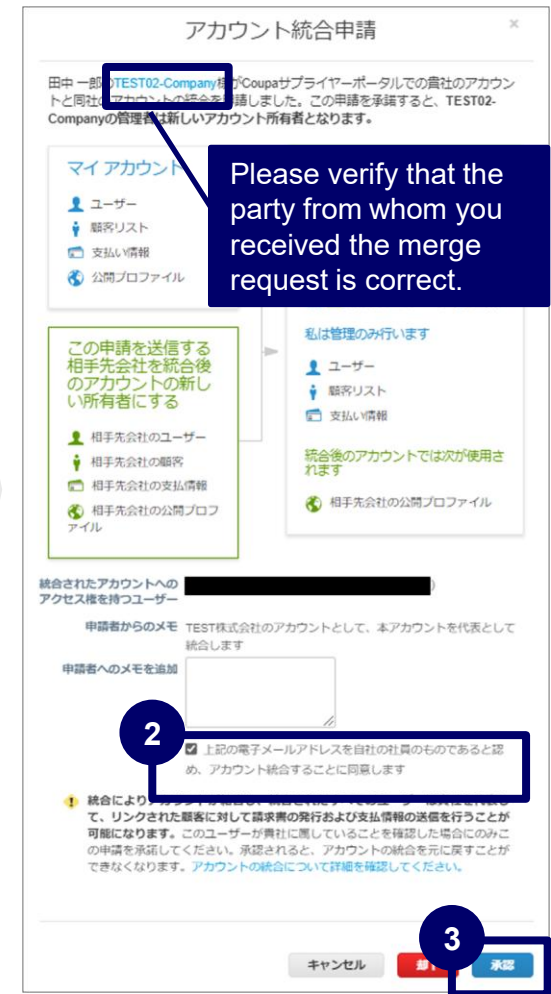 アカウント統合申請
×
田中 一郎のTEST02-Company様がCoupaサプライヤーポータルでの貴社のアカウン
トと同社のアカウントの統合を申請しました。この申請を承諾すると、TEST02-
Companyの管理者は新しいアカウント所有者となります。
Please verify that the
party from whom you
received the merge
request is correct.
マイ アカウント
ユーザー
顧客リスト
支払い情報
公開プロファイル
この申請を送信する
相手先会社を統合後
のアカウントの新し
い所有者にする
相手先会社のユーザー
相手先会社の顧客
相手先会社の支払情報
相手先会社の公開プロフ
ァイル
私は管理のみ行います
ユーザー
顧客リスト
支払い情報
統合後のアカウントでは次が使用さ
れます
相手先会社の公開プロファイル
統合されたアカウントへの
アクセス権を持つユーザー )
申請者からのメモ TEST株式会社のアカウントとして、本アカウントを代表として
統合します
申請者へのメモを追加
2
上記の電子メールアドレスを自社の社員のものであると認
め、アカウント統合することに同意します
統合により
て、リンクされた顧客に対して請求書の発行および支払情報の送信を行うことが
可能になります。このユーザーが貴社に属していることを確認した場合にのみこ
の申請を承諾してください。承認されると、アカウントの統合を元に戻すことが
できなくなります。アカウントの統合について詳細を確認してください。
3
キャンセル
承認